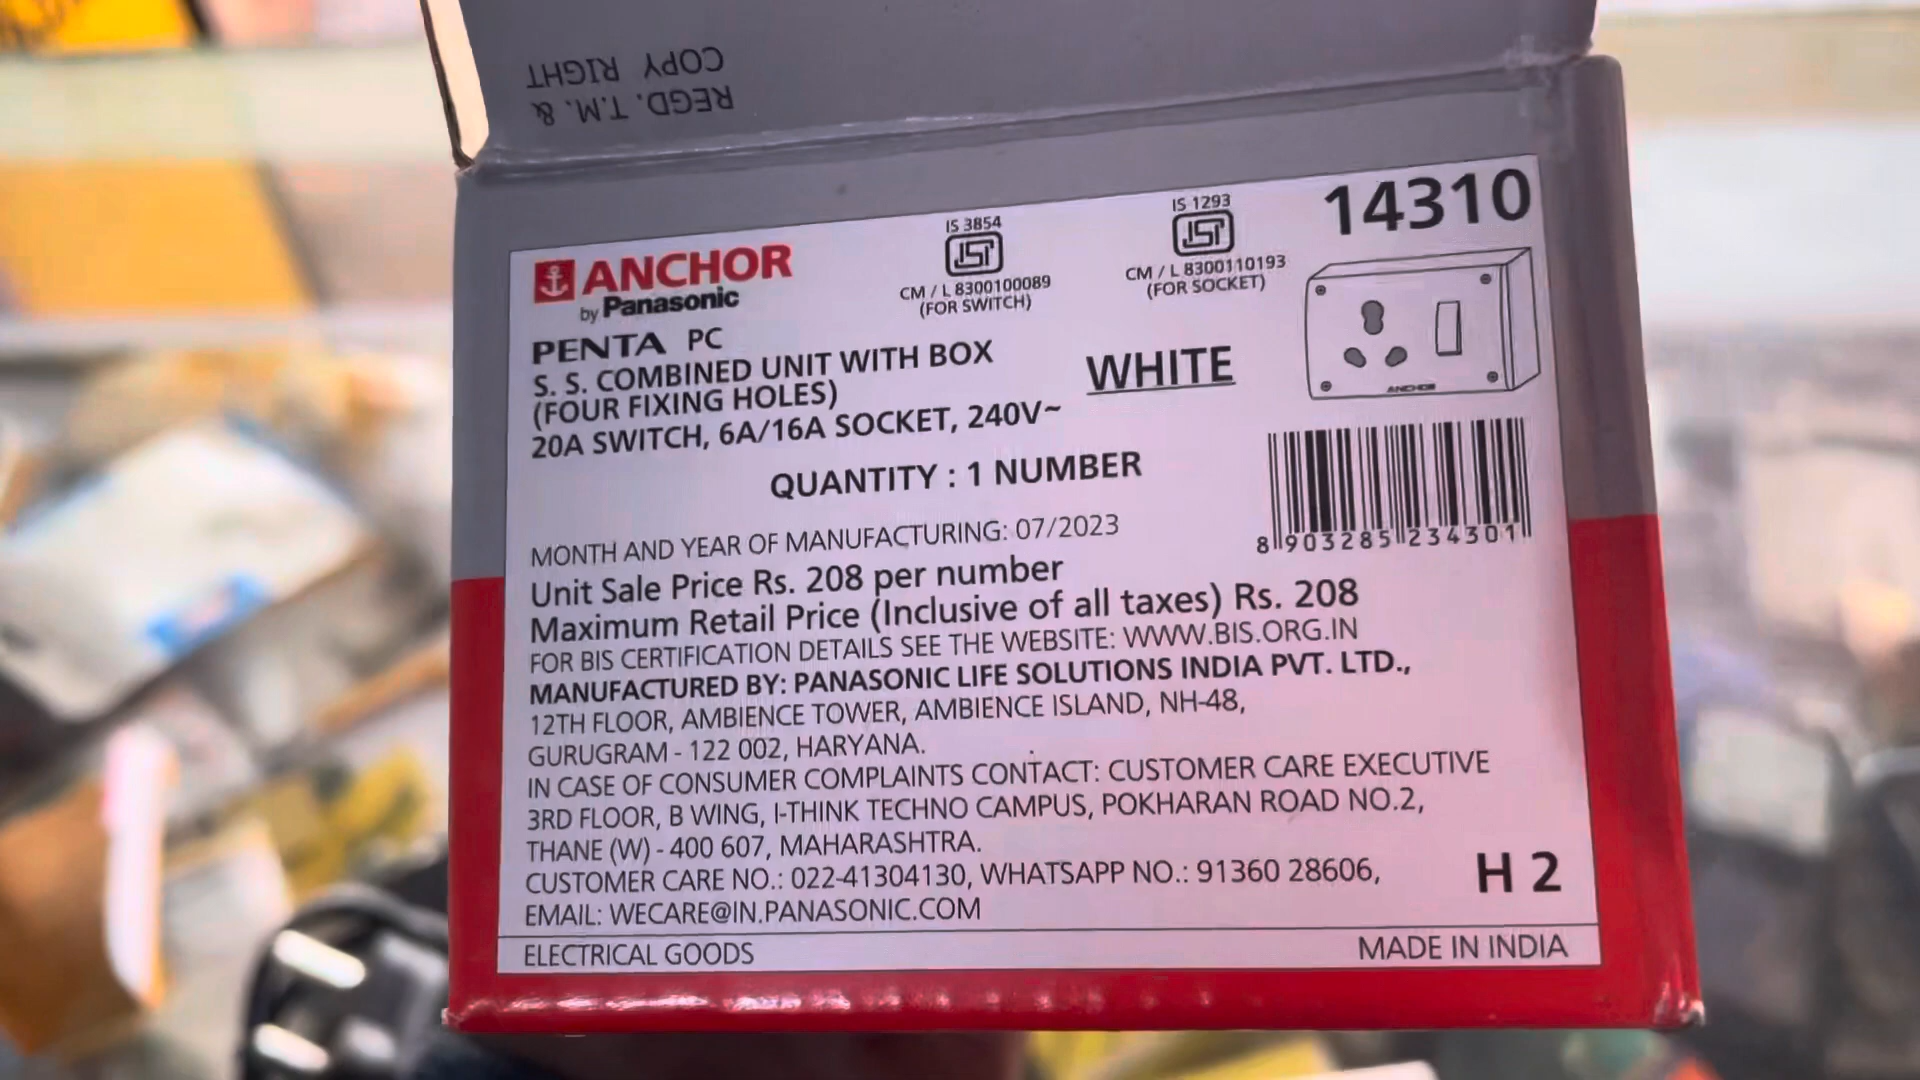 REGD. T.M. &
COPY RIGHT
14310
IS 3854
CM / L 8300100089
(FOR SWITCH)
IS 1293
CM / L 8300110193
(FOR SOCKET)
ANCHOR
by Panasonic
PENTA PC
S. S. COMBINED UNIT WITH BOX
(FOUR FIXING HOLES)
20A SWITCH, 6A/16A SOCKET, 240V~
WHITE
ANCHOR
QUANTITY : 1 NUMBER
8 903285 234301
MONTH AND YEAR OF MANUFACTURING: 07/2023
Unit Sale Price Rs. 208 per number
Maximum Retail Price (Inclusive of all taxes) Rs. 208
FOR BIS CERTIFICATION DETAILS SEE THE WEBSITE: WWW.BIS.ORG.IN
MANUFACTURED BY: PANASONIC LIFE SOLUTIONS INDIA PVT. LTD.,
12TH FLOOR, AMBIENCE TOWER, AMBIENCE ISLAND, NH-48,
GURUGRAM - 122 002, HARYANA.
IN CASE OF CONSUMER COMPLAINTS CONTACT: CUSTOMER CARE EXECUTIVE
3RD FLOOR, B WING, I-THINK TECHNO CAMPUS, POKHARAN ROAD NO.2,
THANE (W) - 400 607, MAHARASHTRA.
CUSTOMER CARE NO.: 022-41304130, WHATSAPP NO.: 91360 28606,
EMAIL: WECARE@IN.PANASONIC.COM
H 2
ELECTRICAL GOODS
MADE IN INDIA